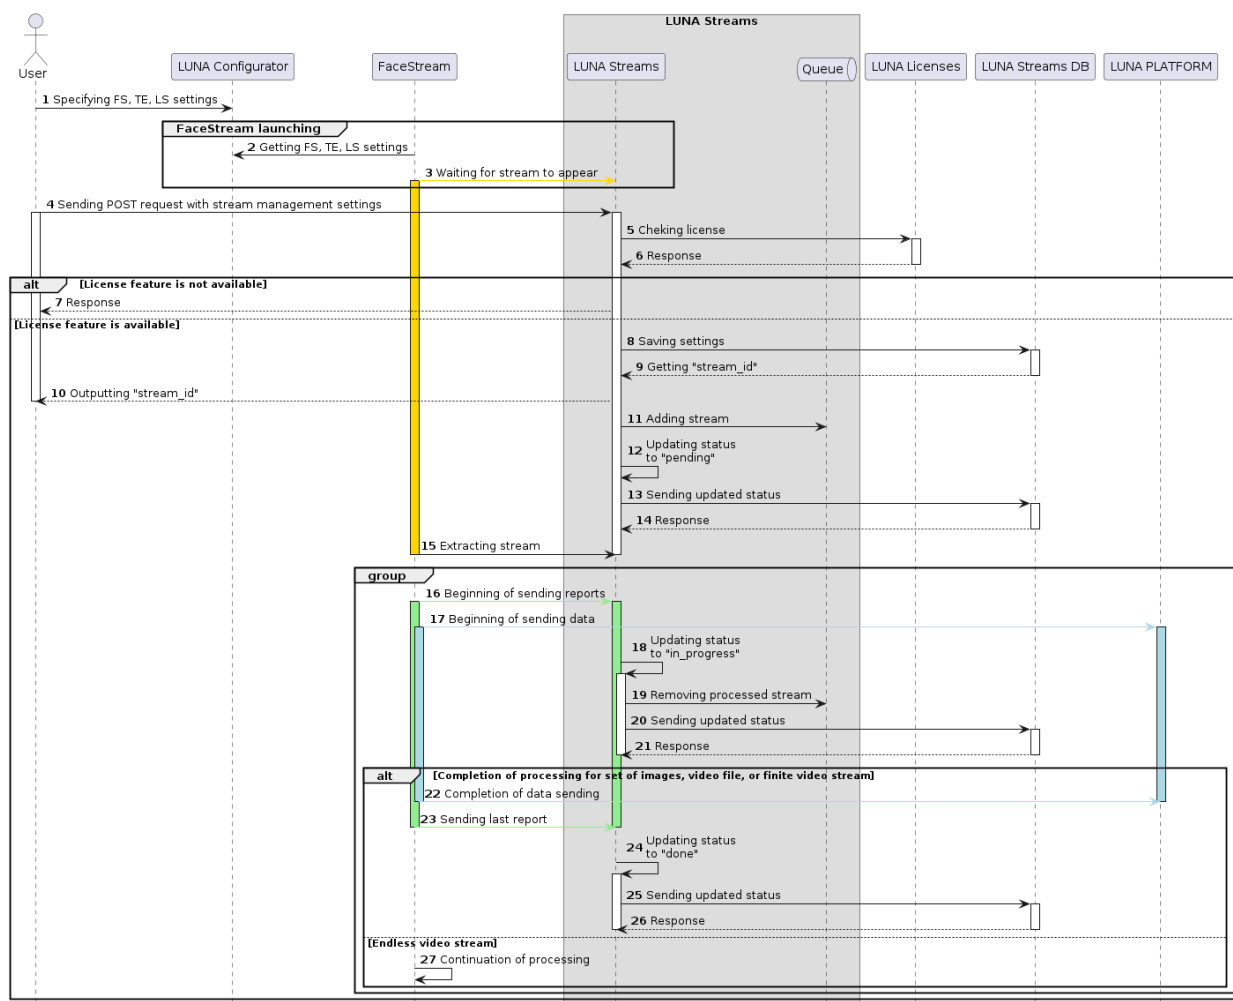 LUNA Streams
User
LUNA Configurator
FaceStream
LUNA Streams
Queue
LUNA Licenses
LUNA Streams DB
LUNA PLATFORM
1 Specifying FS, TE, LS settings
FaceStream launching
2 Getting FS, TE, LS settings
3 Waiting for stream to appear
4 Sending POST request with stream management settings
5 Cheking license
6 Response
alt [License feature is not available]
7 Response
[License feature is available]
8 Saving settings
9 Getting "stream_id"
10 Outputting "stream_id"
11 Adding stream
12 Updating status
to "pending"
13 Sending updated status
14 Response
15 Extracting stream
group
16 Beginning of sending reports
17 Beginning of sending data
18 Updating status
to "in_progress"
19 Removing processed stream
20 Sending updated status
21 Response
alt [Completion of processing for set of images, video file, or finite video stream]
22 Completion of data sending
23 Sending last report
24 Updating status
to "done"
25 Sending updated status
26 Response
[Endless video stream]
27 Continuation of processing